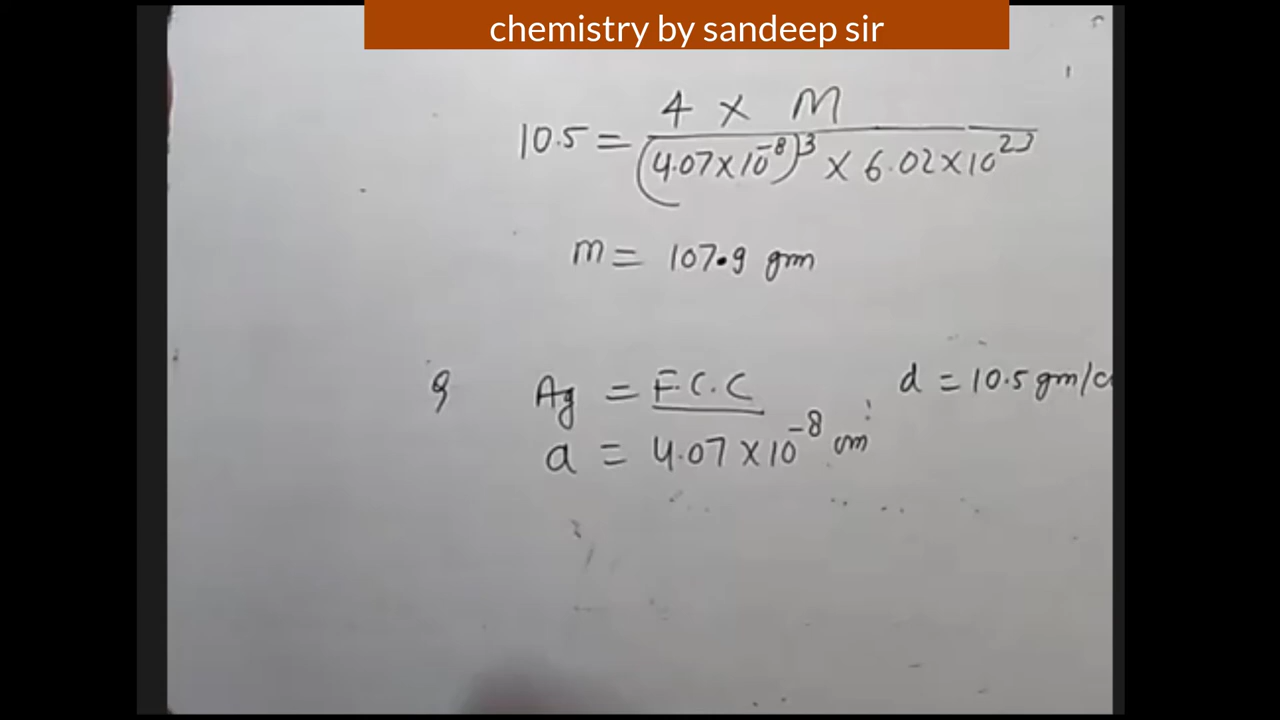 chemistry by sandeep sir
10.5 = 4 × M / (4.07×10⁻⁸)³ × 6.02×10²³
m = 107.9 gm
Q Ag = F.C.C d = 10.5 gm/c
a = 4.07×10⁻⁸ cm